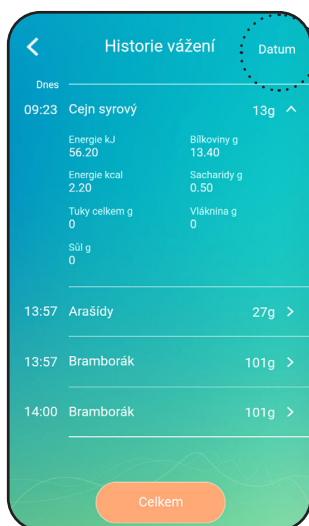 Historie vážení Datum
Dnes
09:23 Cejn syrový 13g
Energie kJ Bílkoviny g
56.20 13.40
Energie kcal Sacharidy g
2.20 0.50
Tuky celkem g Vláknina g
0 0
Sůl g
0
13:57 Arašídy 27g
13:57 Bramborák 101g
14:00 Bramborák 101g
Celkem